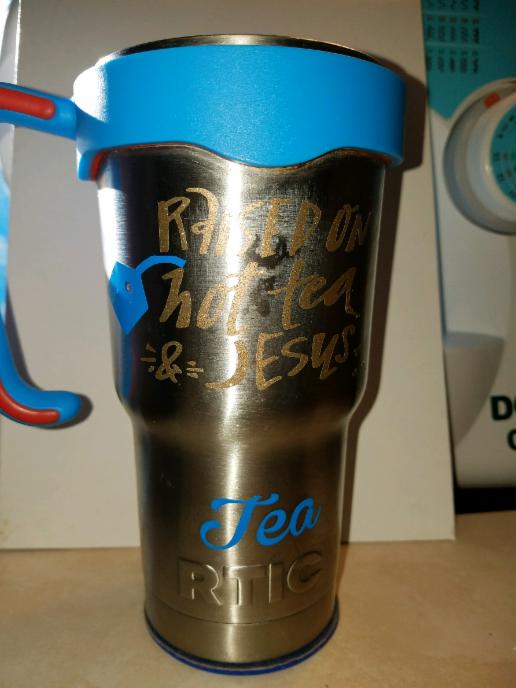 RAISED ON
hot tea
& JESUS
Tea
RTIC